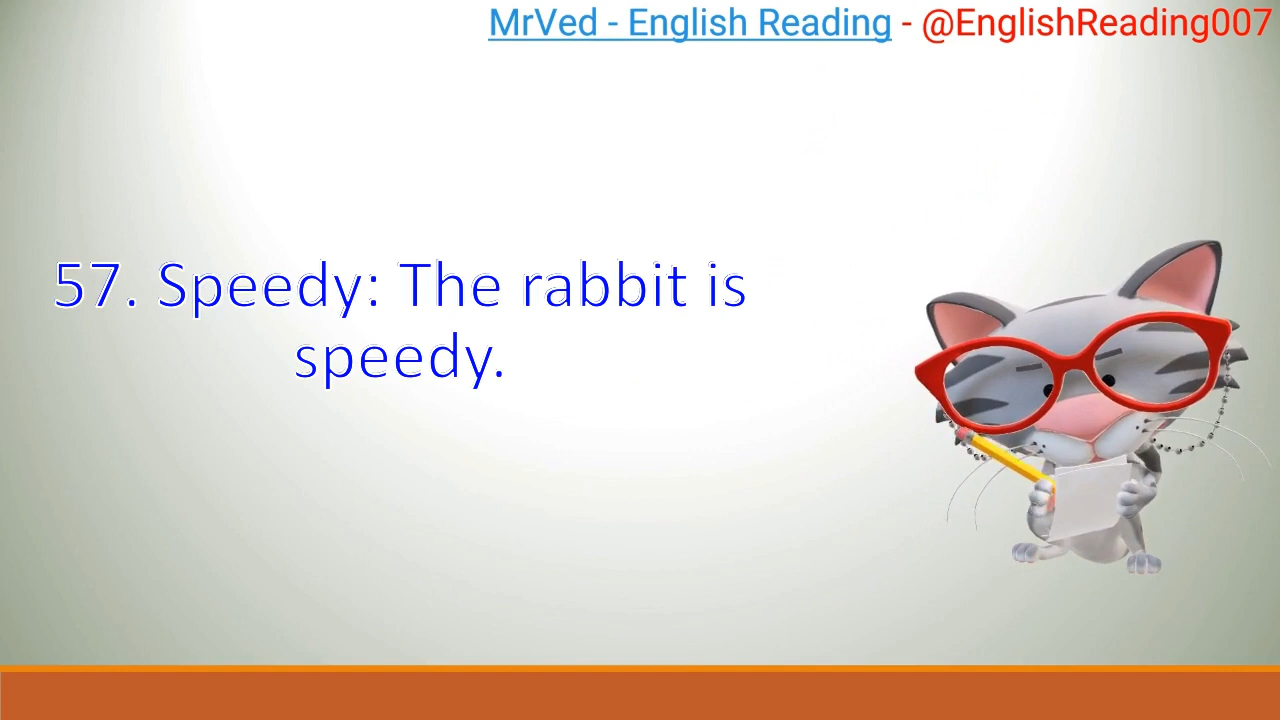 MrVed - English Reading - @EnglishReading007
57. Speedy: The rabbit is
speedy.